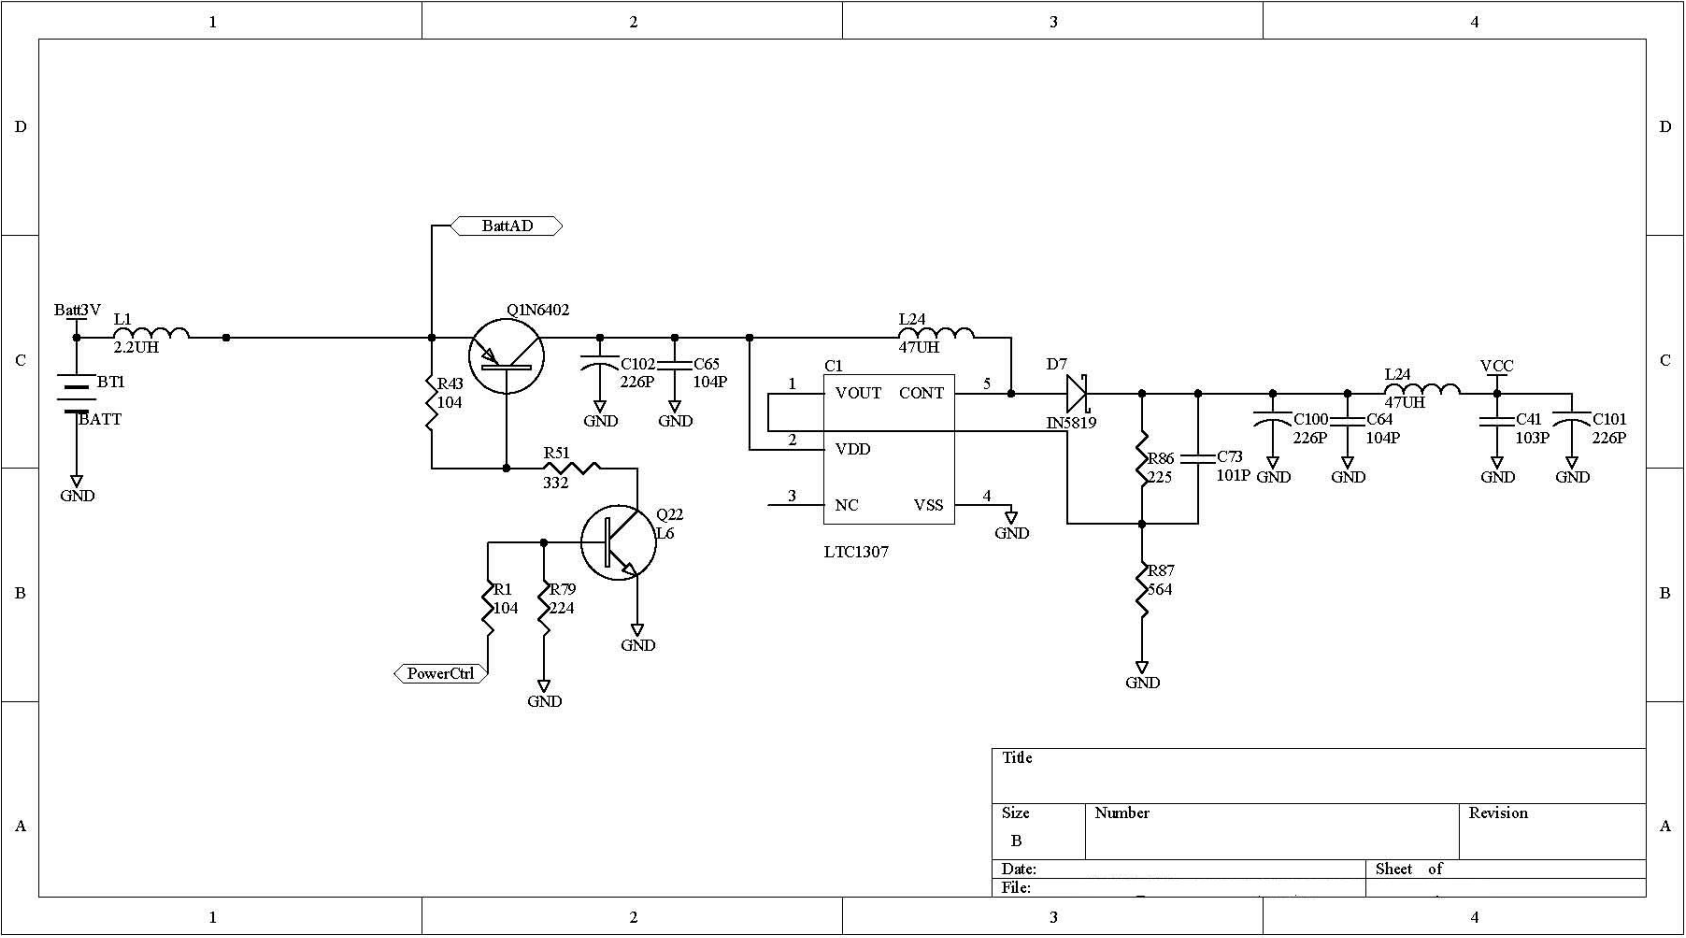 1 2 3 4
D D
BattAD
Batt3V
L1
2.2UH
Q1N6402
L24
47UH
C C
BT1
BATT
GND
R43
104
C102
226P
GND
C65
104P
GND
C1
1 VOUT CONT 5
2 VDD
3 NC VSS 4
LTC1307
GND
D7
IN5819
R86
225
C73
101P
C100
226P
GND
C64
104P
GND
L24
47UH
VCC
C41
103P
GND
C101
226P
GND
R51
332
Q22
L6
GND
B B
R1
104
R79
224
GND
PowerCtrl
R87
564
GND
Title
Size
B
Number
Revision
A A
Date:
Sheet of
File:
1 2 3 4